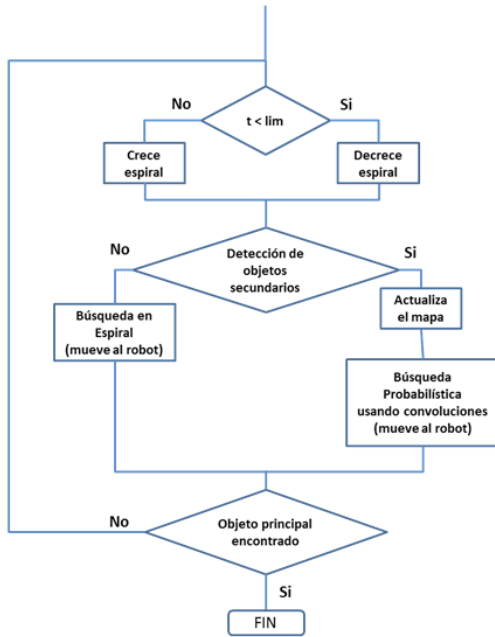 No
Si
t < lim
Crece
espiral
Decrece
espiral
No
Detección de
objetos
secundarios
Si
Búsqueda en
Espiral
(mueve al robot)
Actualiza
el mapa
Búsqueda
Probabilística
usando convoluciones
(mueve al robot)
No
Objeto principal
encontrado
Si
FIN